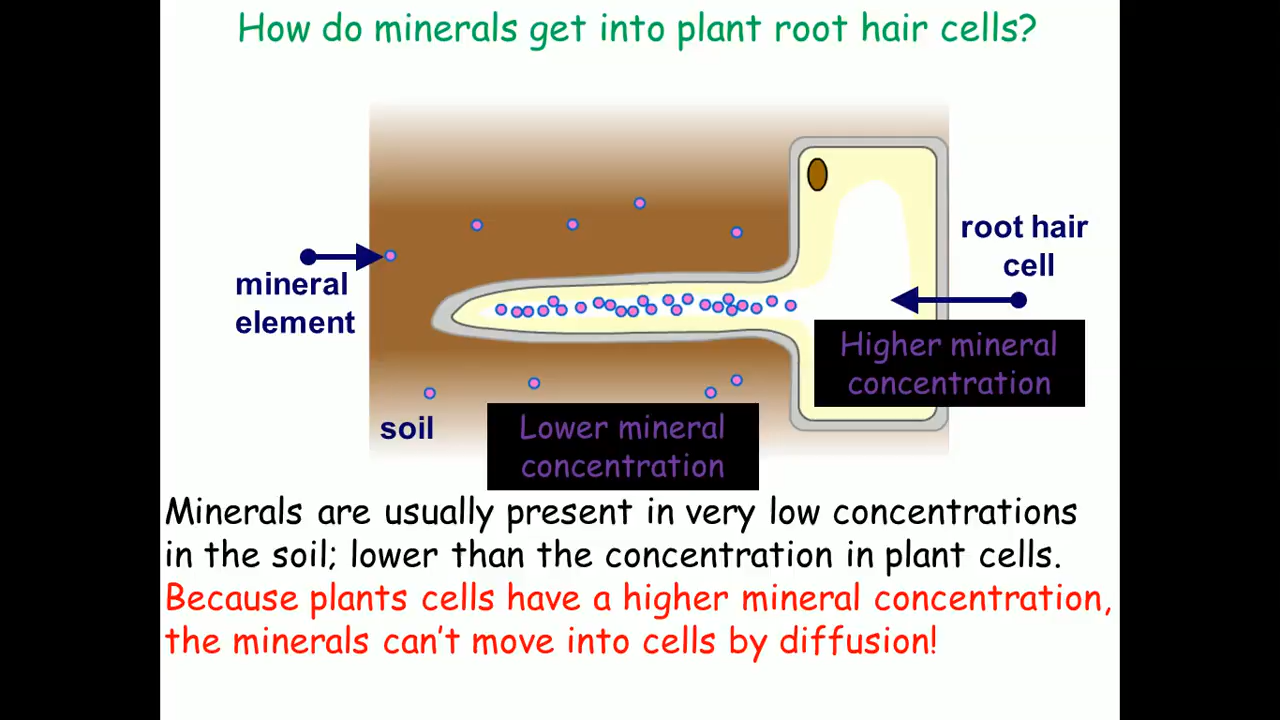 How do minerals get into plant root hair cells?
root hair
cell
mineral
element
Higher mineral
concentration
soil
Lower mineral
concentration
Minerals are usually present in very low concentrations
in the soil; lower than the concentration in plant cells.
Because plants cells have a higher mineral concentration,
the minerals can't move into cells by diffusion!